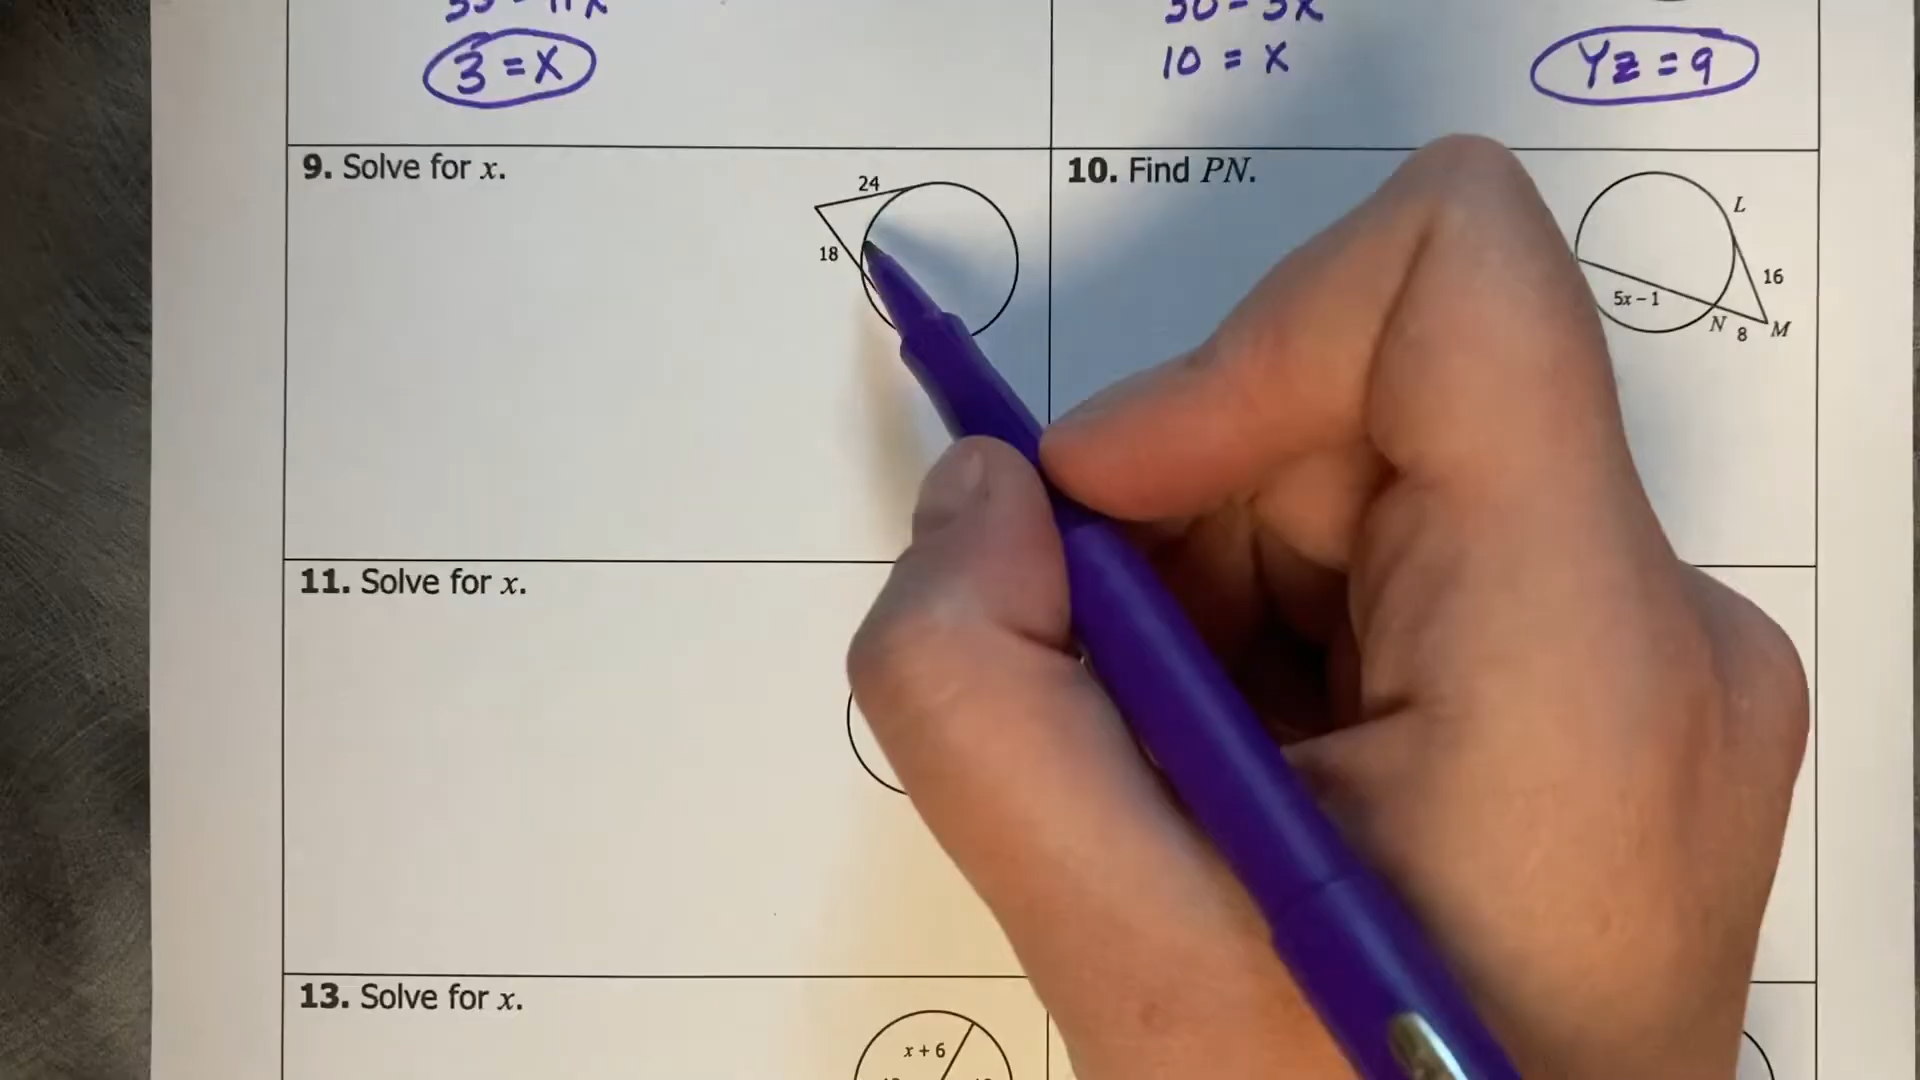 3 = x
10 = x
YZ = 9
9. Solve for x.
24
18
10. Find PN.
L
16
5x – 1
N
8
M
11. Solve for x.
13. Solve for x.
x + 6